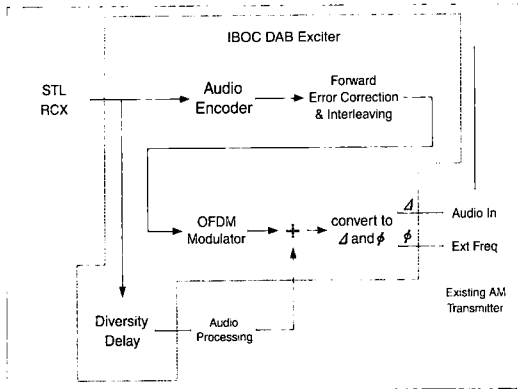 IBOC DAB Exciter
STL
RCX
Audio
Encoder
Forward
Error Correction
& Interleaving
OFDM
Modulator
+
convert to
Δ and ϕ
Δ
ϕ
Audio In
Ext Freq
Existing AM
Transmitter
Diversity
Delay
Audio
Processing